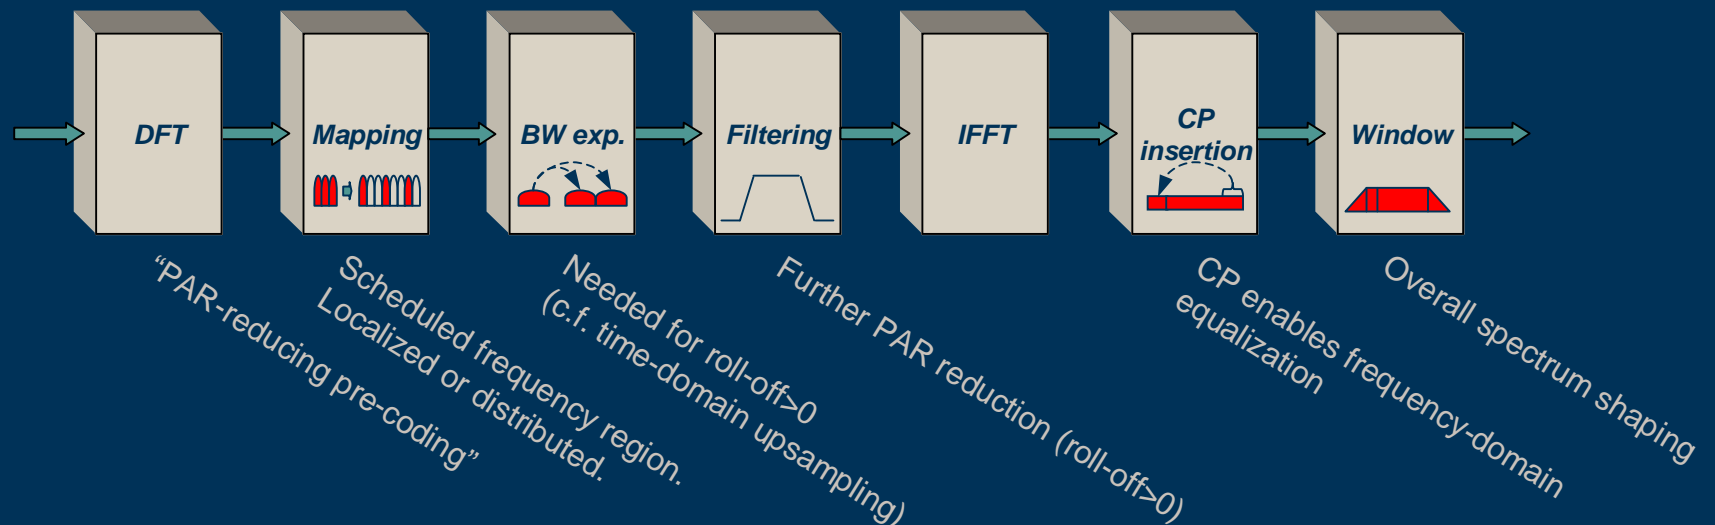 DFT
Mapping
BW exp.
Filtering
IFFT
CP
insertion
Window
“PAR-reducing pre-coding”
Scheduled frequency region.
Localized or distributed.
Needed for roll-off>0
(c.f. time-domain upsampling)
Further PAR reduction (roll-off>0)
CP enables frequency-domain
equalization
Overall spectrum shaping